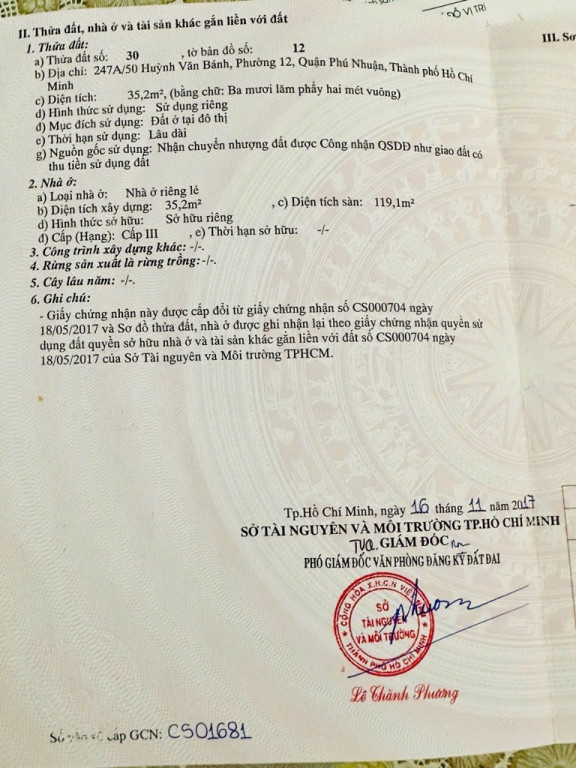 SƠ VỊ TRÍ
III. Sơ
II. Thửa đất, nhà ở và tài sản khác gắn liền với đất
1. Thửa đất:
a) Thửa đất số: 30 , tờ bản đồ số: 12
b) Địa chỉ: 247A/50 Huỳnh Văn Bánh, Phường 12, Quận Phú Nhuận, Thành phố Hồ Chí
Minh
c) Diện tích: 35,2m², (bằng chữ: Ba mươi lăm phẩy hai mét vuông)
d) Hình thức sử dụng: Sử dụng riêng
đ) Mục đích sử dụng: Đất ở tại đô thị
e) Thời hạn sử dụng: Lâu dài
g) Nguồn gốc sử dụng: Nhận chuyển nhượng đất được Công nhận QSDĐ như giao đất có
thu tiền sử dụng đất
2. Nhà ở:
a) Loại nhà ở: Nhà ở riêng lẻ
b) Diện tích xây dựng: 35,2m² , c) Diện tích sàn: 119,1m²
d) Hình thức sở hữu: Sở hữu riêng
đ) Cấp (Hạng): Cấp III , e) Thời hạn sở hữu: -/-
3. Công trình xây dựng khác: -/-.
4. Rừng sản xuất là rừng trồng:-/-.
5. Cây lâu năm: -/-.
6. Ghi chú:
- Giấy chứng nhận này được cấp đổi từ giấy chứng nhận số CS000704 ngày
18/05/2017 và Sơ đồ thửa đất, nhà ở được ghi nhận lại theo giấy chứng nhận quyền sử
dụng đất quyền sở hữu nhà ở và tài sản khác gắn liền với đất số CS000704 ngày
18/05/2017 của Sở Tài nguyên và Môi trường TPHCM.
Tp.Hồ Chí Minh, ngày 16 tháng 11 năm 2017
SỞ TÀI NGUYÊN VÀ MÔI TRƯỜNG TP.HỒ CHÍ MINH
TUQ. GIÁM ĐỐC
PHÓ GIÁM ĐỐC VĂN PHÒNG ĐĂNG KÝ ĐẤT ĐAI
CỘNG HÒA X.H.C.N VIỆT NAM
SỞ
TÀI NGUYÊN
VÀ MÔI TRƯỜNG
THÀNH PHỐ HỒ CHÍ MINH
Lê Thành Phương
Số vào sổ cấp GCN: CS01681